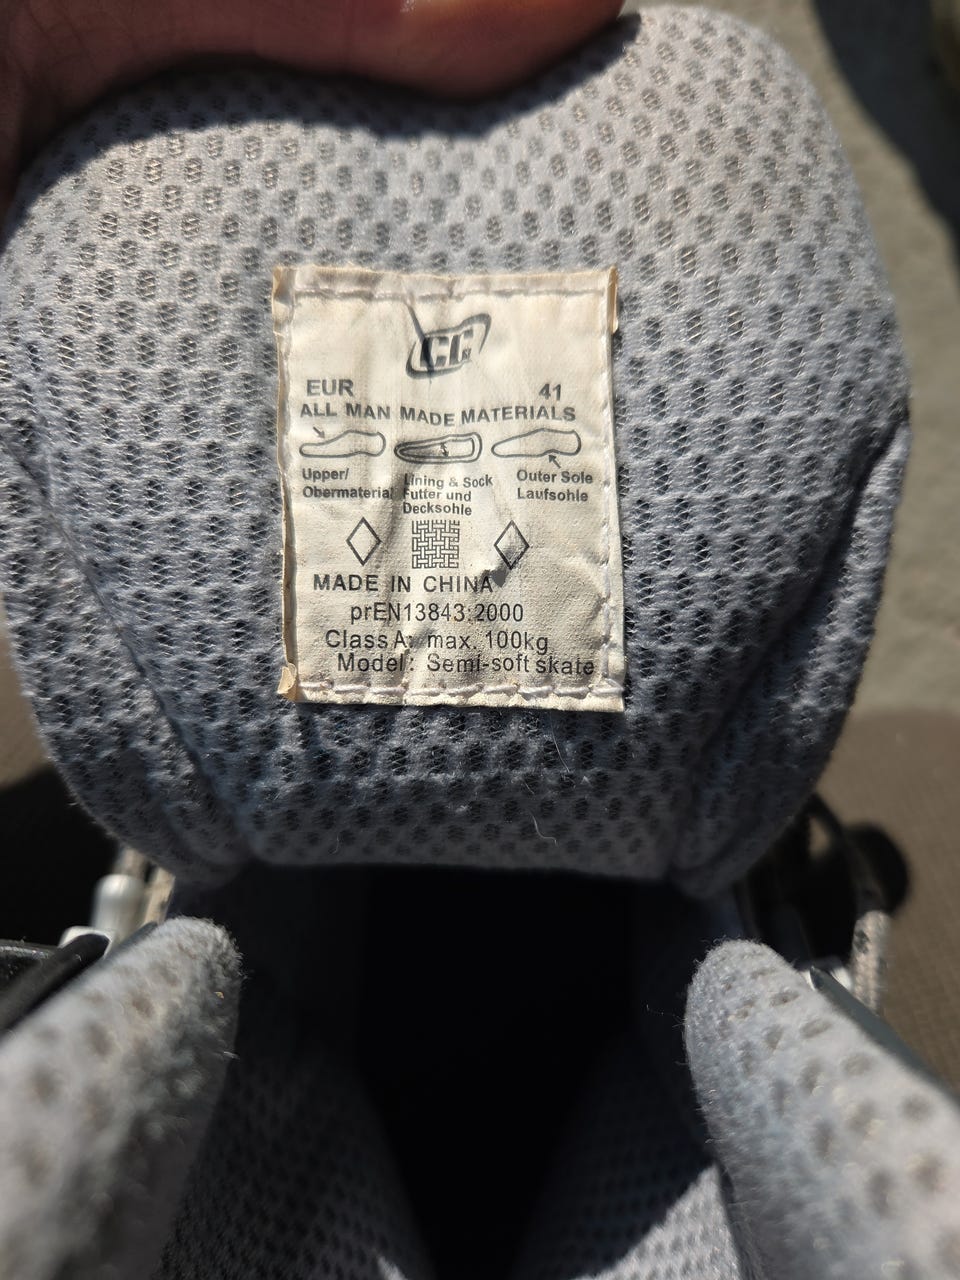 EUR 41
ALL MAN MADE MATERIALS
Upper/ Obermaterial
Lining & Sock Futter und Decksohle
Outer Sole Laufsohle
MADE IN CHINA
prEN13843:2000
Class A: max. 100kg
Model: Semi-soft skate